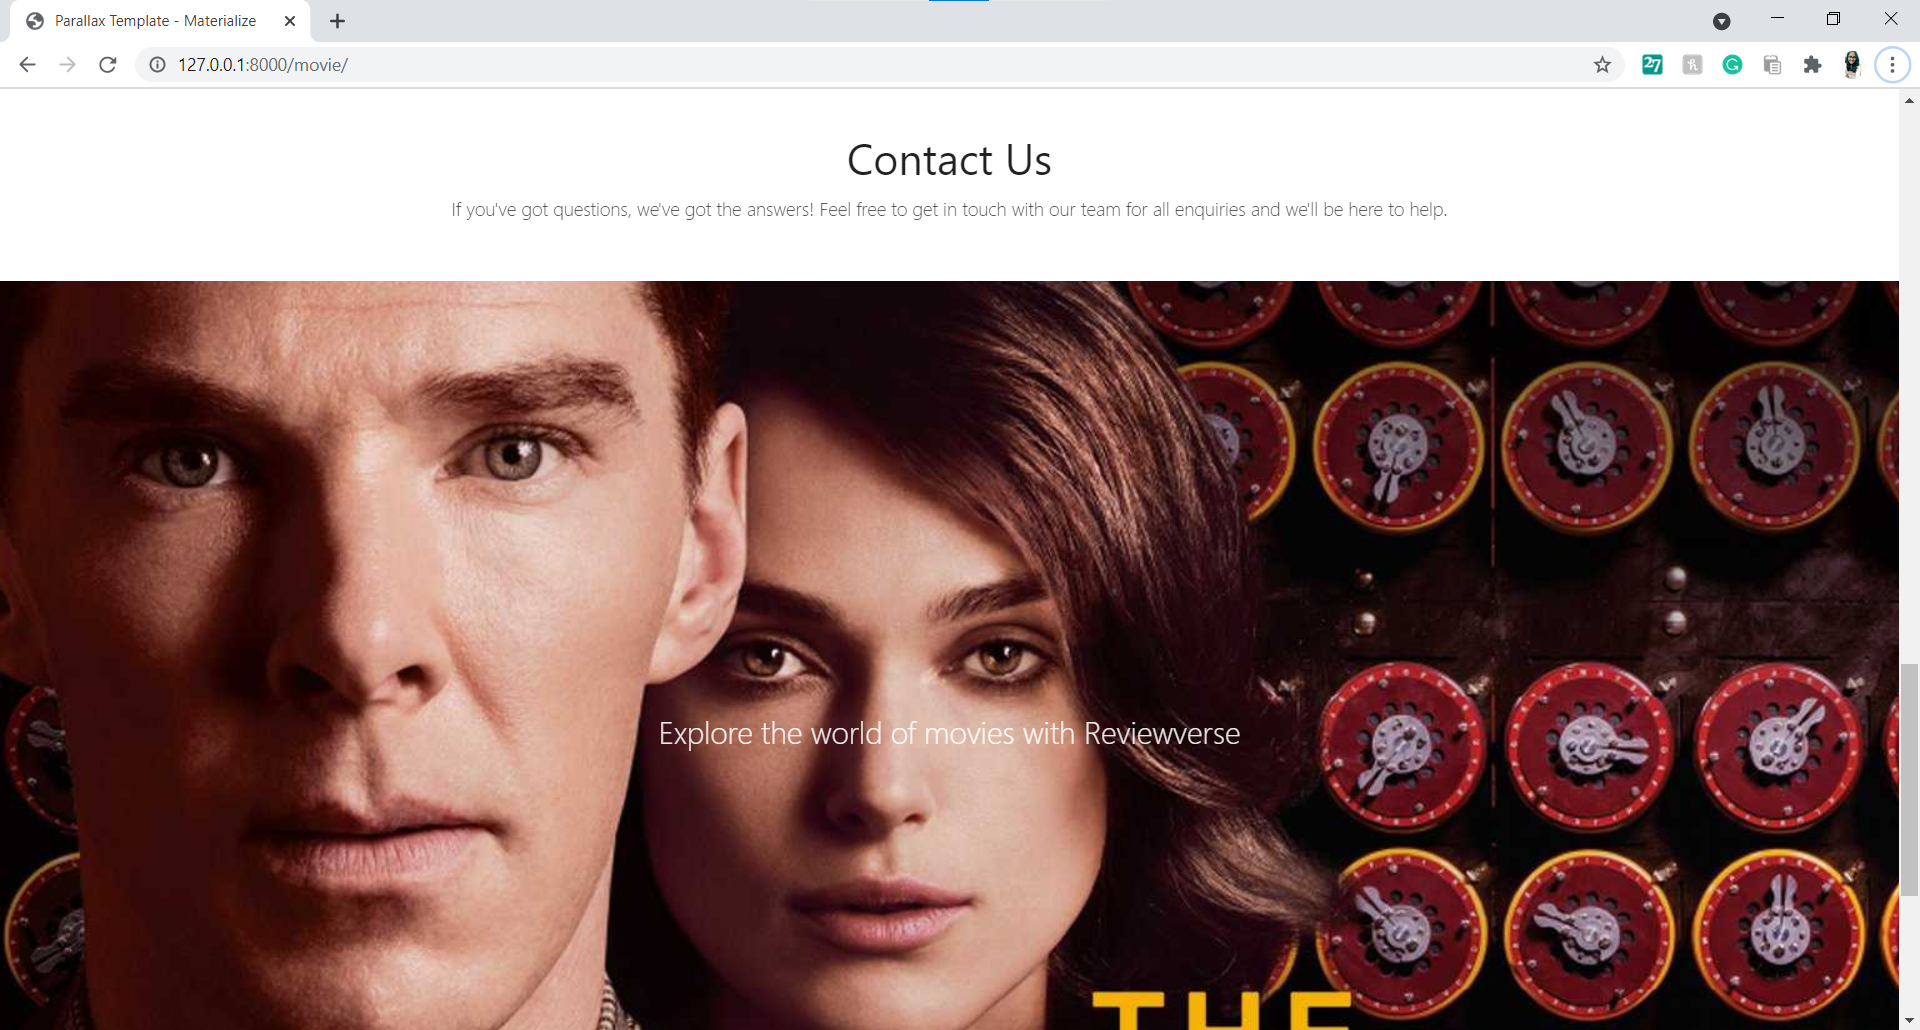 Parallax Template - Materialize
127.0.0.1:8000/movie/
27
Contact Us
If you've got questions, we've got the answers! Feel free to get in touch with our team for all enquiries and we'll be here to help.
Explore the world of movies with Reviewverse
THE